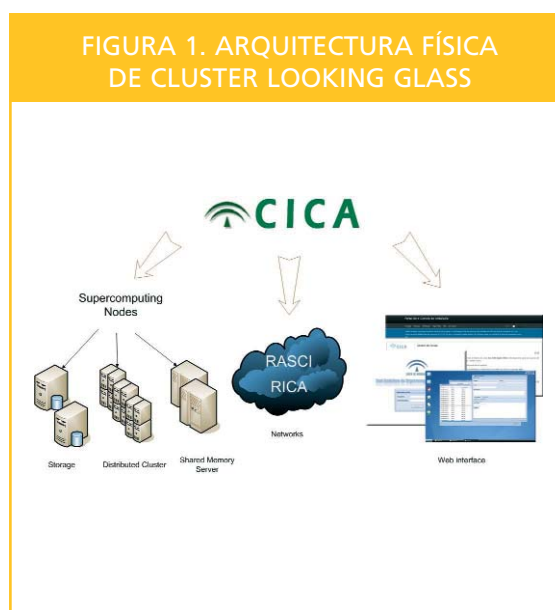 FIGURA 1. ARQUITECTURA FÍSICA
DE CLUSTER LOOKING GLASS
CICA
Supercomputing
Nodes
RASCI
RICA
Networks
Storage
Distributed Cluster
Shared Memory
Server
Web interface